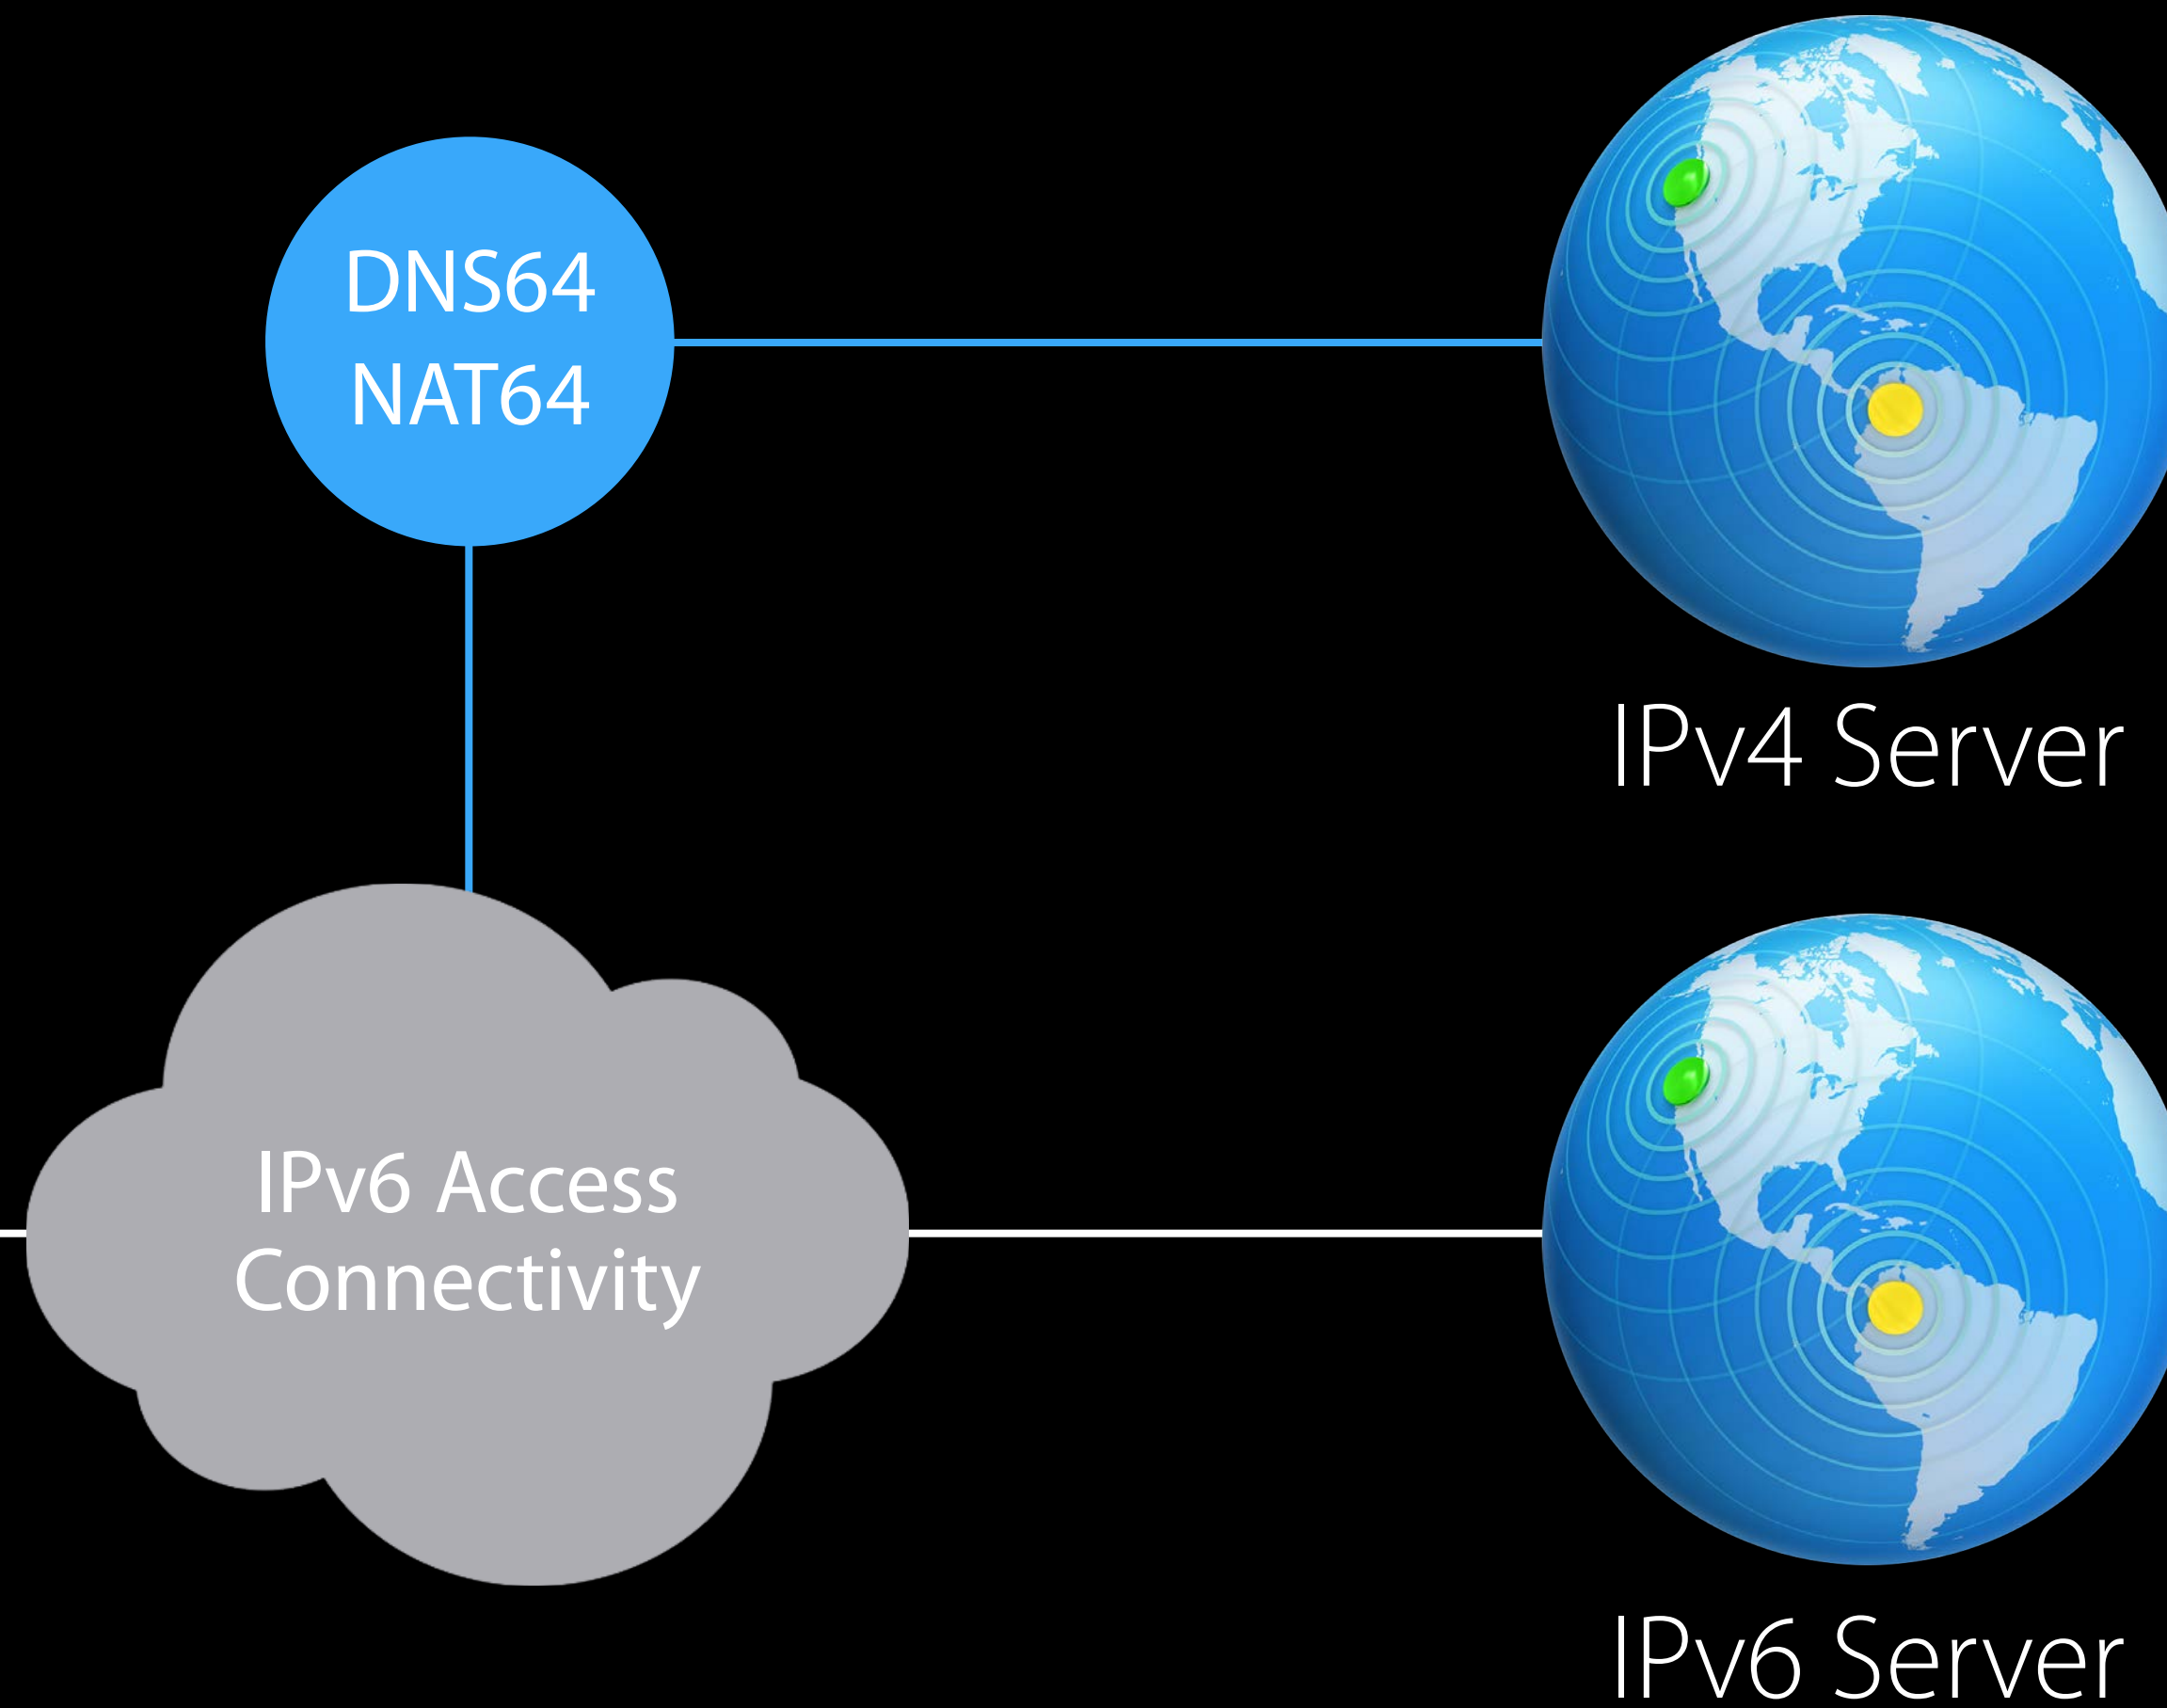 DNS64
NAT64
IPv4 Server
IPv6 Access
Connectivity
IPv6 Server